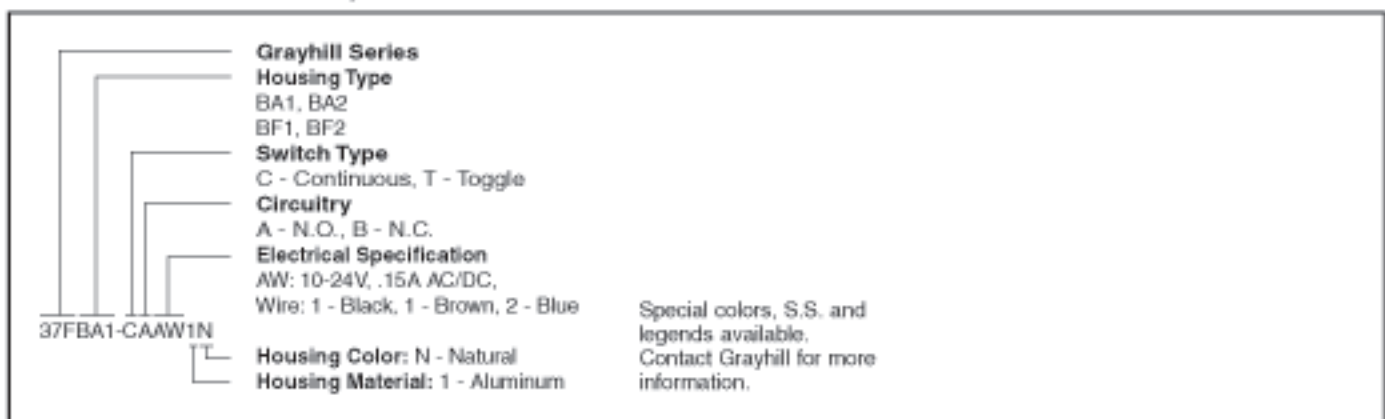 Grayhill Series
Housing Type
BA1, BA2
BF1, BF2
Switch Type
C - Continuous, T - Toggle
Circuitry
A - N.O., B - N.C.
Electrical Specification
AW: 10-24V, .15A AC/DC,
Wire: 1 - Black, 1 - Brown, 2 - Blue
37FBA1-CAAW1N
Housing Color: N - Natural
Housing Material: 1 - Aluminum
Special colors, S.S. and
legends available.
Contact Grayhill for more
information.